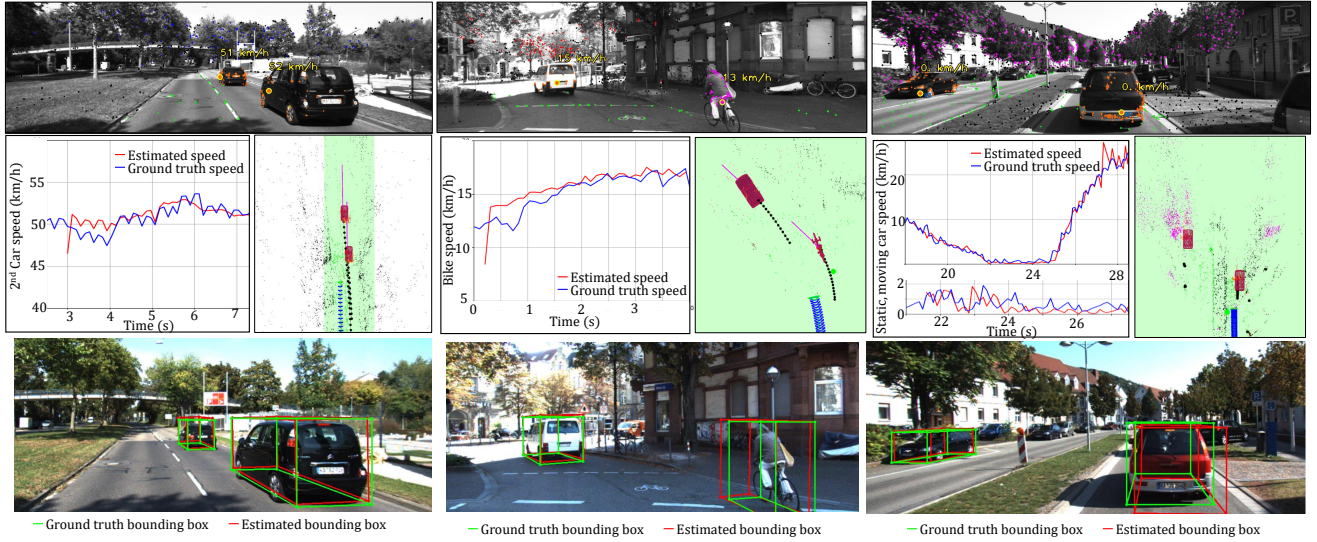 51 km/h
52 km/h
15 km/h
13 km/h
0. km/h
0. km/h
P
2nd Car speed (km/h)
55
50
45
40
Estimated speed
Ground truth speed
3 4 5 6 7
Time (s)
Bike speed (km/h)
15
10
5
Estimated speed
Ground truth speed
0 1 2 3
Time (s)
Static, moving car speed (km/h)
20
10
0
Estimated speed
Ground truth speed
20 22 24 26 28
2
1
0
22 24 26
Time (s)
Ground truth bounding box Estimated bounding box
Ground truth bounding box Estimated bounding box
Ground truth bounding box Estimated bounding box